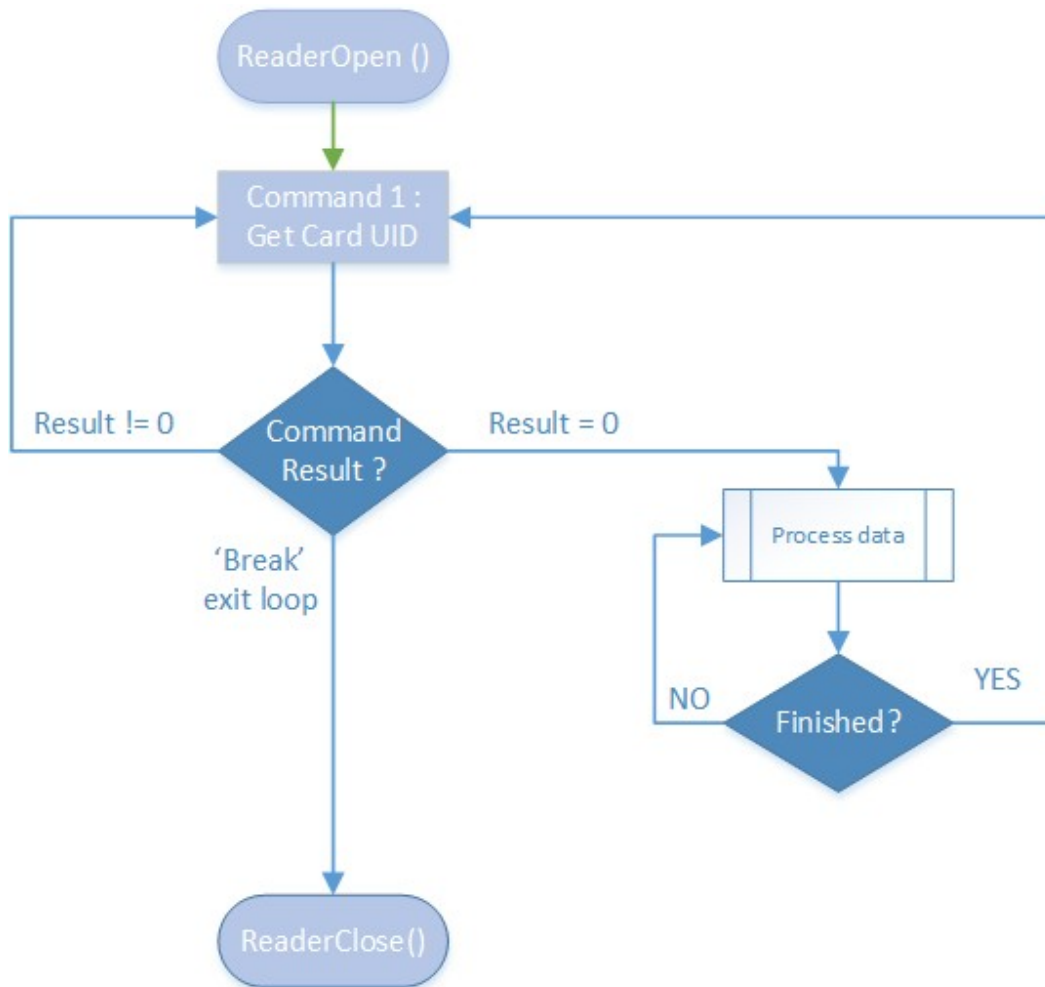 ReaderOpen ()
Command 1 :
Get Card UID
Result != 0
Command
Result ?
Result = 0
Process data
‘Break’
exit loop
NO
Finished ?
YES
ReaderClose()